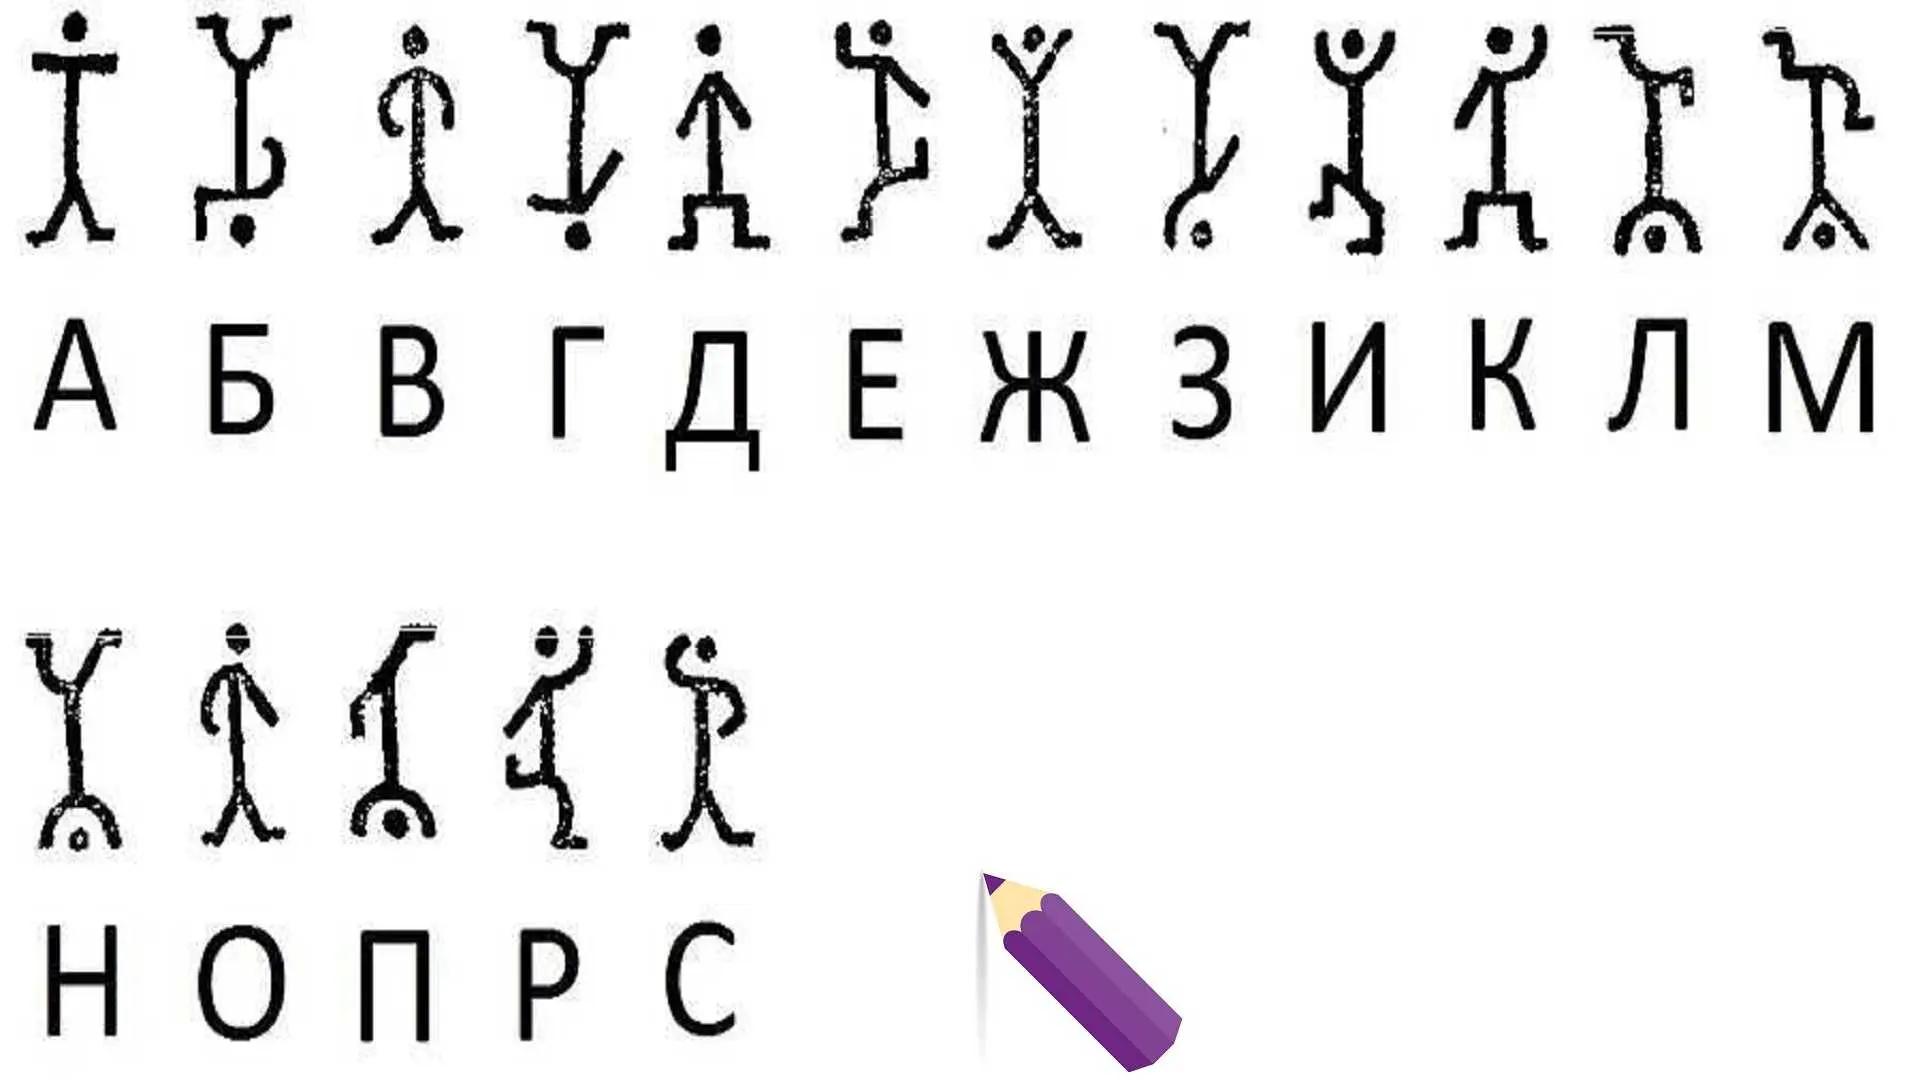 А Б В Г Д Е Ж З И К Л М
Н О П Р С